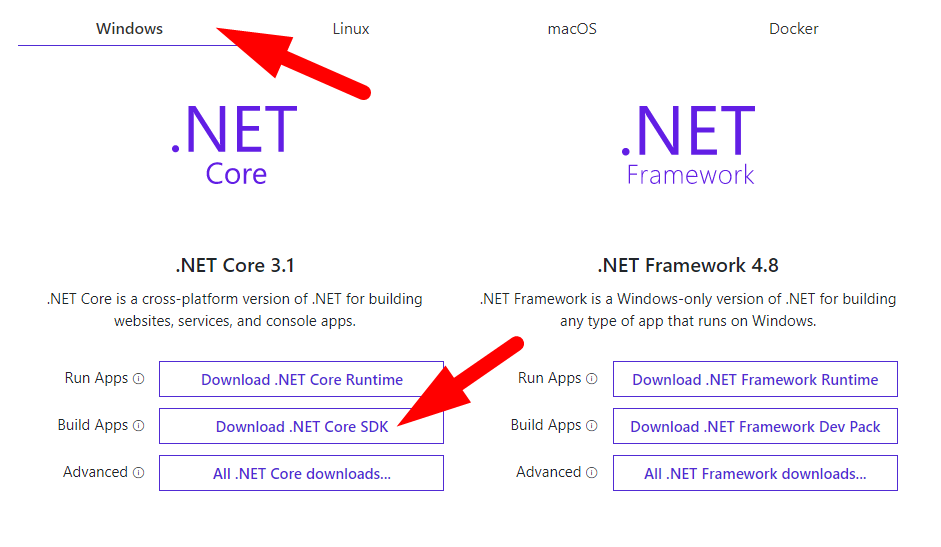 Windows Linux macOS Docker
.NET .NET
Core Framework
.NET Core 3.1
.NET Core is a cross-platform version of .NET for building
websites, services, and console apps.
Run Apps Download .NET Core Runtime
Build Apps Download .NET Core SDK
Advanced All .NET Core downloads...
.NET Framework 4.8
.NET Framework is a Windows-only version of .NET for building
any type of app that runs on Windows.
Run Apps Download .NET Framework Runtime
Build Apps Download .NET Framework Dev Pack
Advanced All .NET Framework downloads...